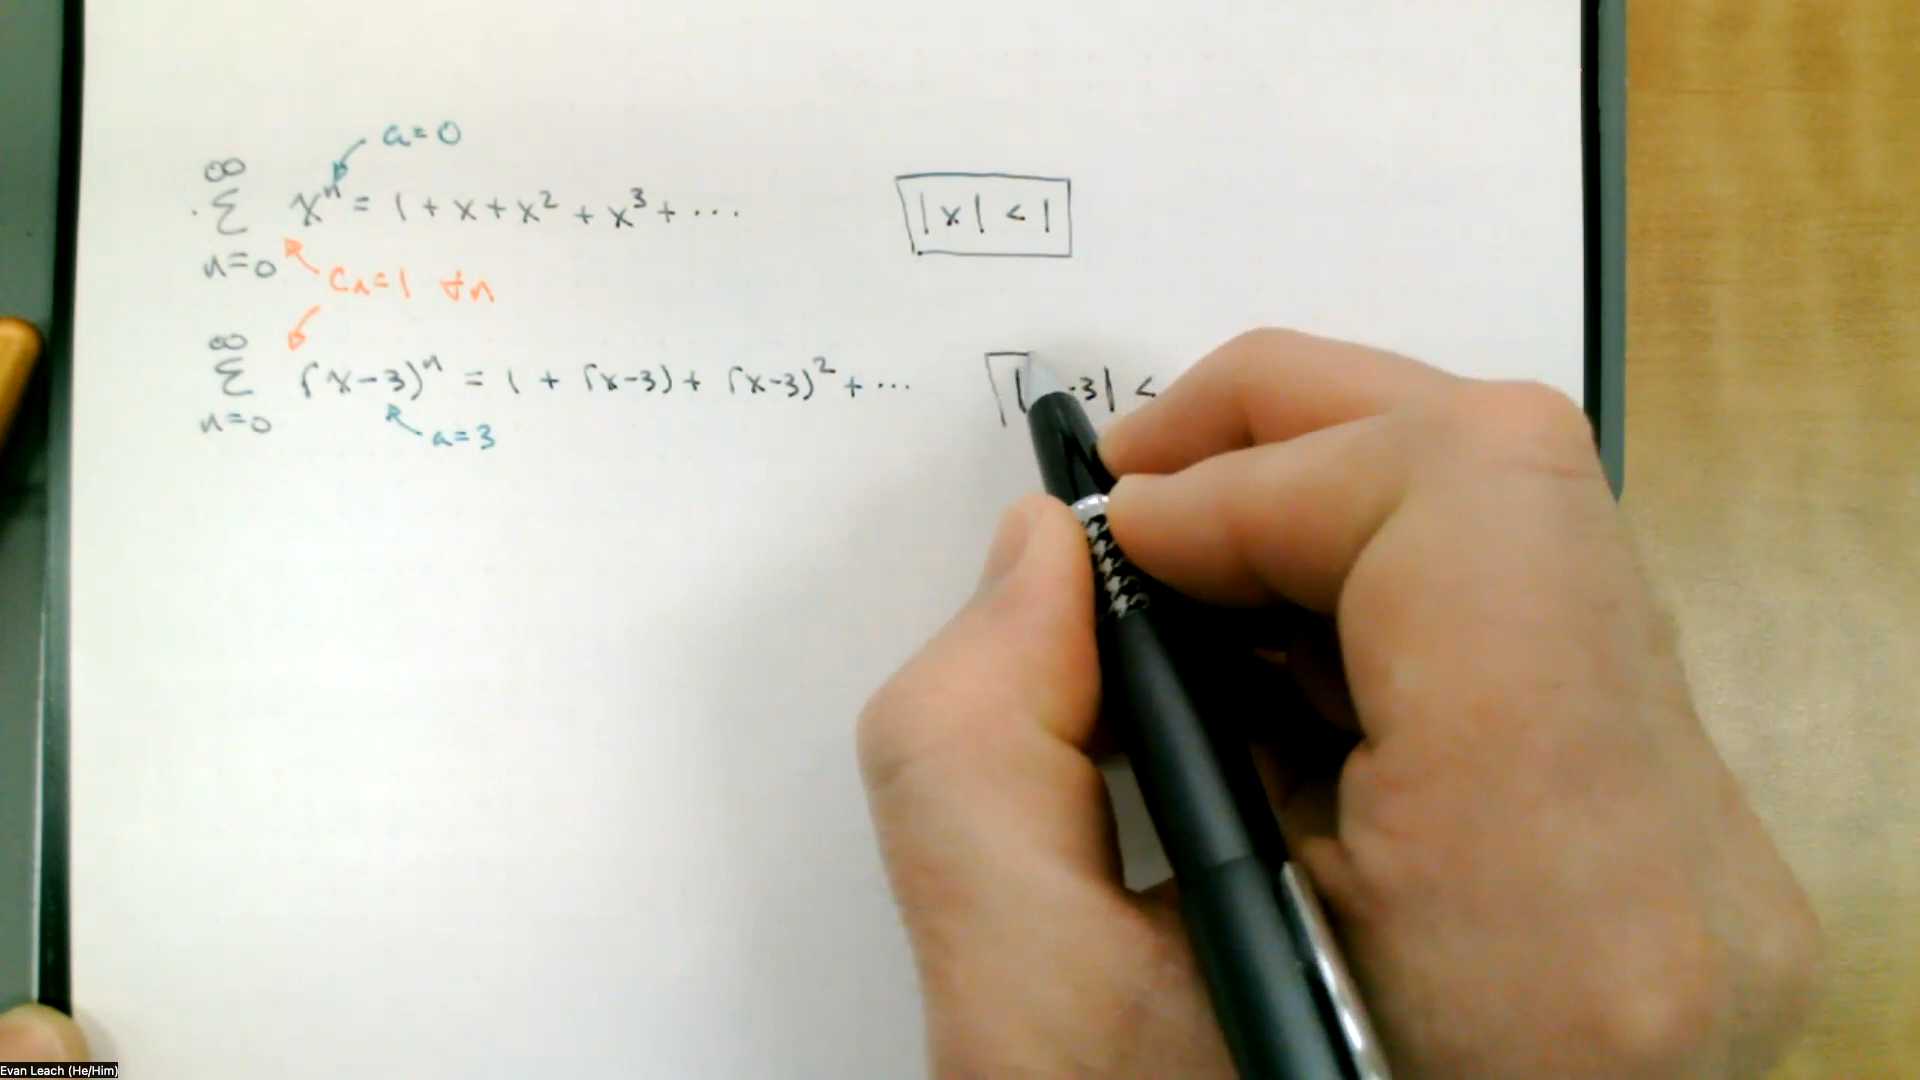 a=0
∞
Σ xⁿ = 1 + x + x² + x³ + ··· |x| < 1
n=0
Cn=1 ∀n
∞
Σ (x-3)ⁿ = 1 + (x-3) + (x-3)² + ··· -3| <
n=0
a=3
Evan Leach (He/Him)